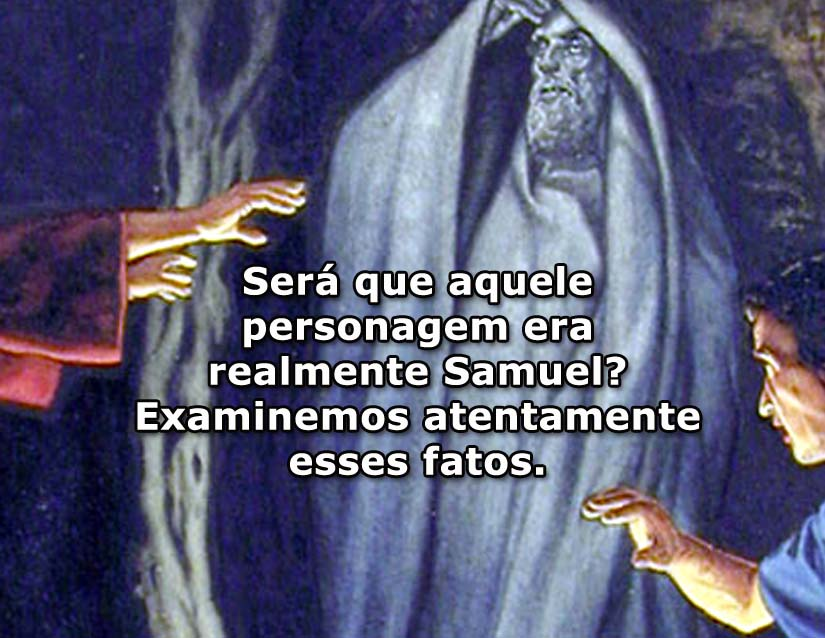 Será que aquele
personagem era
realmente Samuel?
Examinemos atentamente
esses fatos.